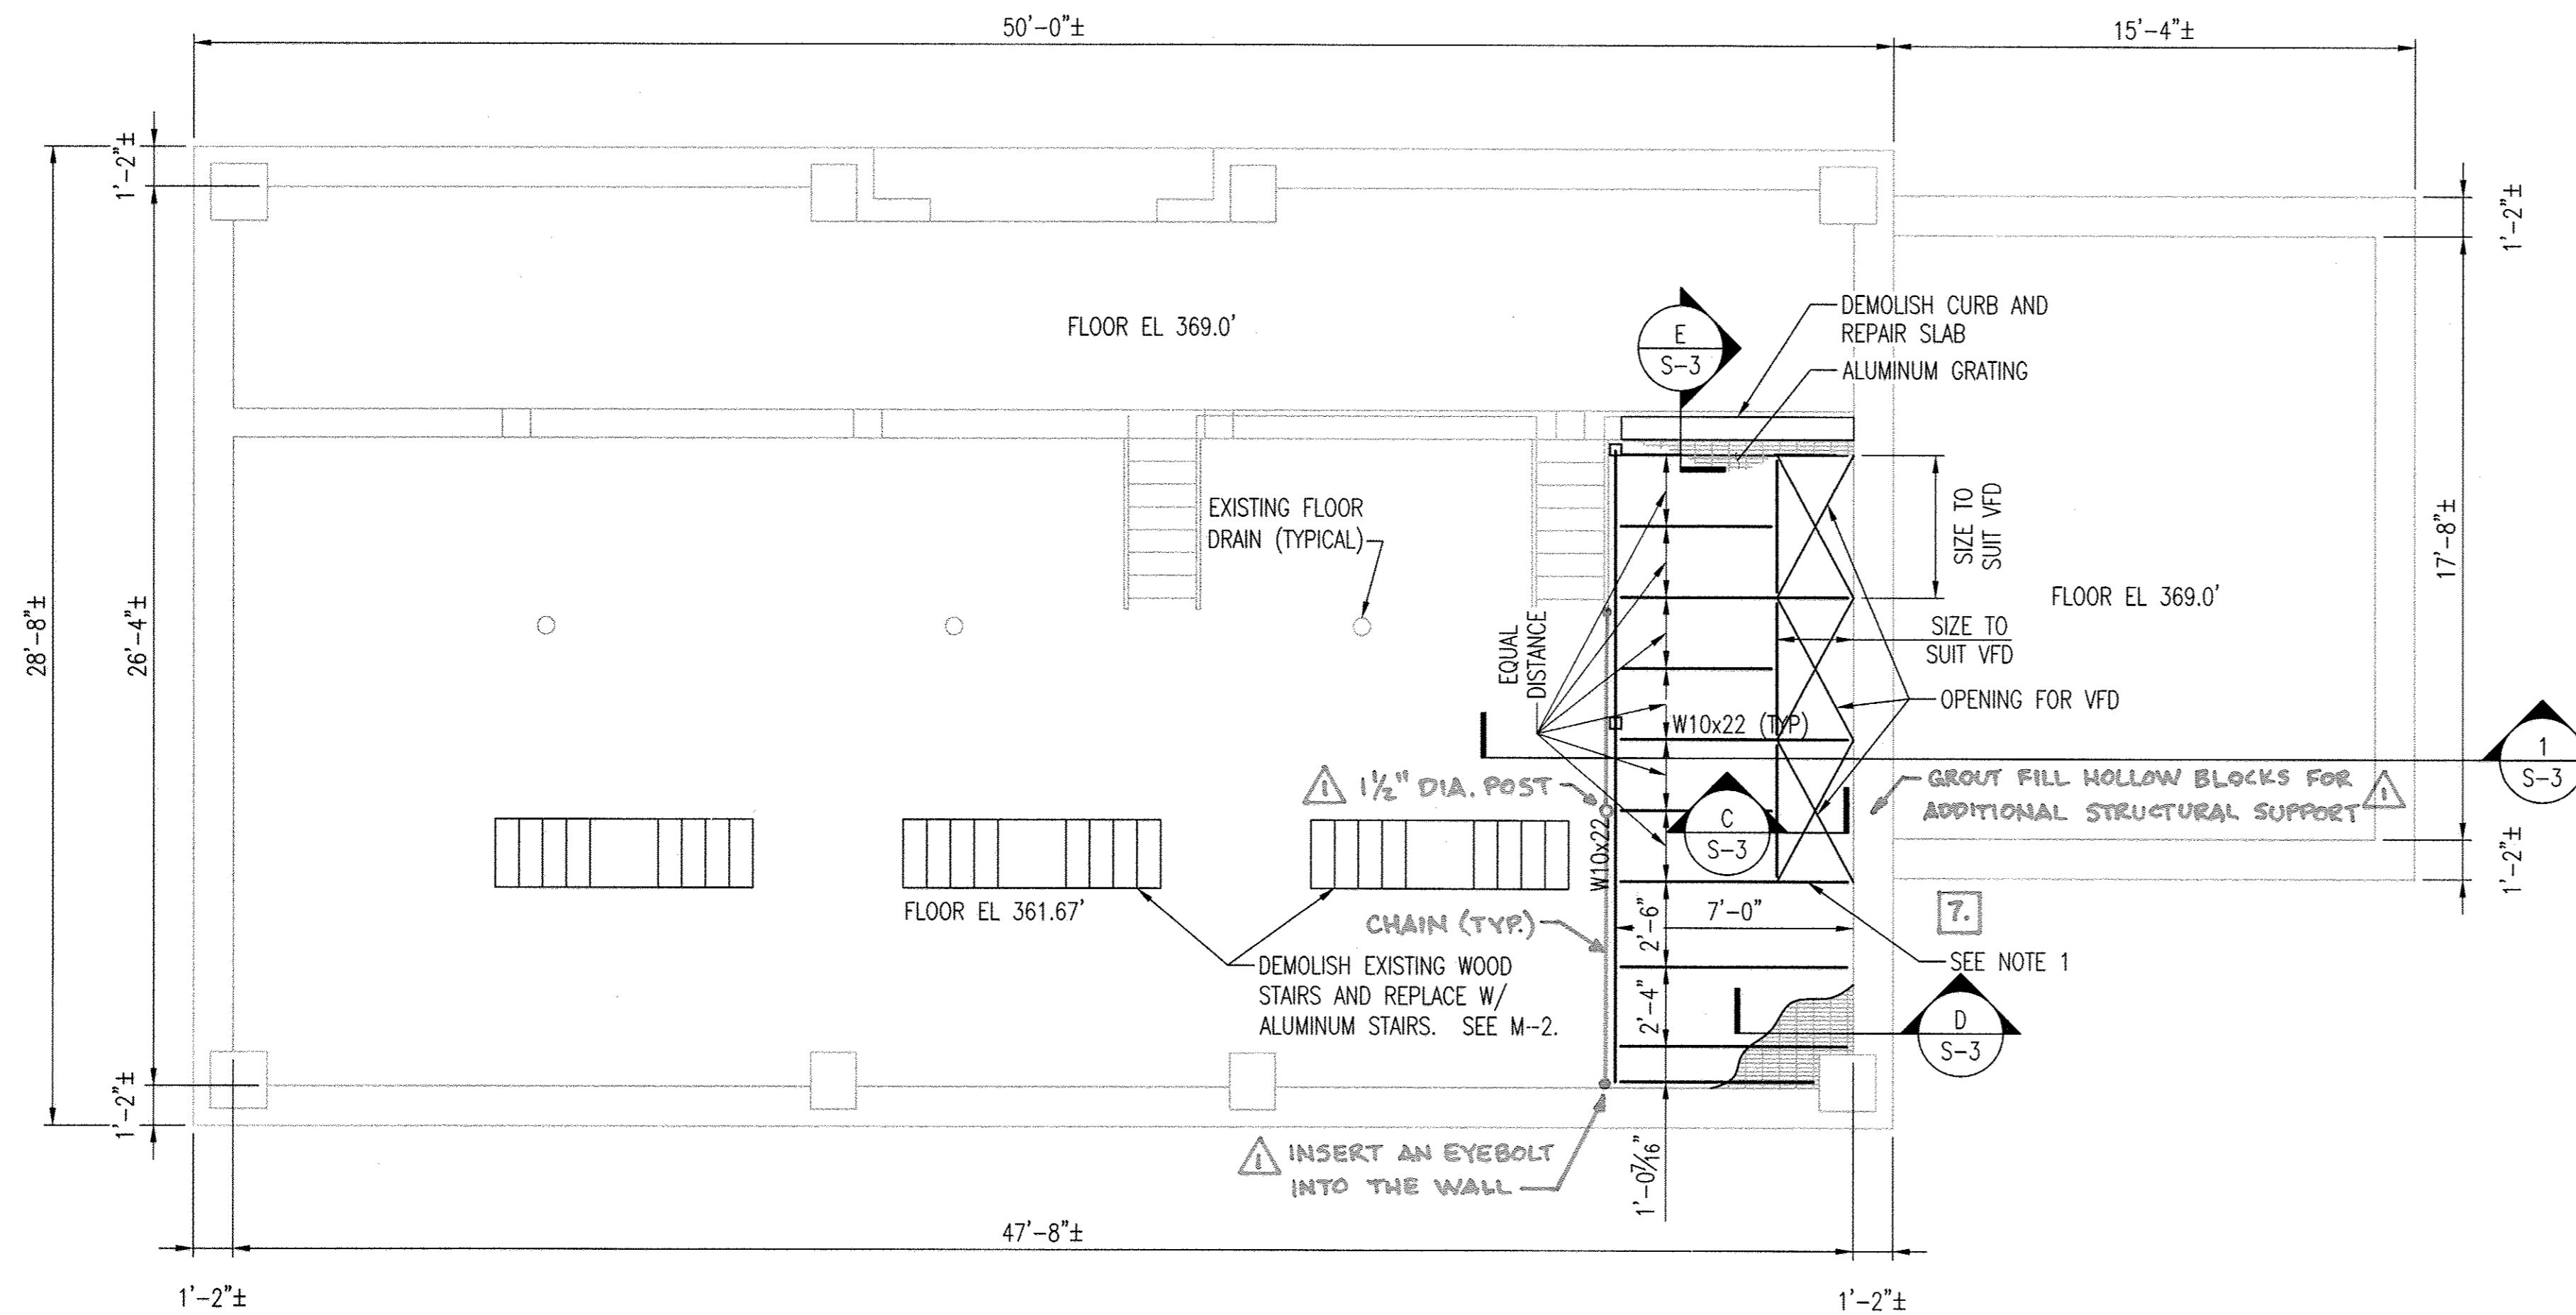 50'-0"±
15'-4"±
1'-2"±
1'-2"±
28'-8"±
26'-4"±
FLOOR EL 369.0'
E
S-3
DEMOLISH CURB AND
REPAIR SLAB
ALUMINUM GRATING
EXISTING FLOOR
DRAIN (TYPICAL)
SIZE TO
SUIT VFD
17'-8"±
FLOOR EL 369.0'
EQUAL
DISTANCE
SIZE TO
SUIT VFD
OPENING FOR VFD
W10x22 (TYP)
1
S-3
1 1½" DIA. POST
GROUT FILL HOLLOW BLOCKS FOR
ADDITIONAL STRUCTURAL SUPPORT 1
C
S-3
W10x22
1'-2"±
FLOOR EL 361.67'
CHAIN (TYP.)
2'-6"
7'-0"
7.
SEE NOTE 1
DEMOLISH EXISTING WOOD
STAIRS AND REPLACE W/
ALUMINUM STAIRS. SEE M-2.
2'-4"
D
S-3
1'-2"±
1 INSERT AN EYEBOLT
INTO THE WALL
1'-0 7/16"
47'-8"±
1'-2"±
1'-2"±